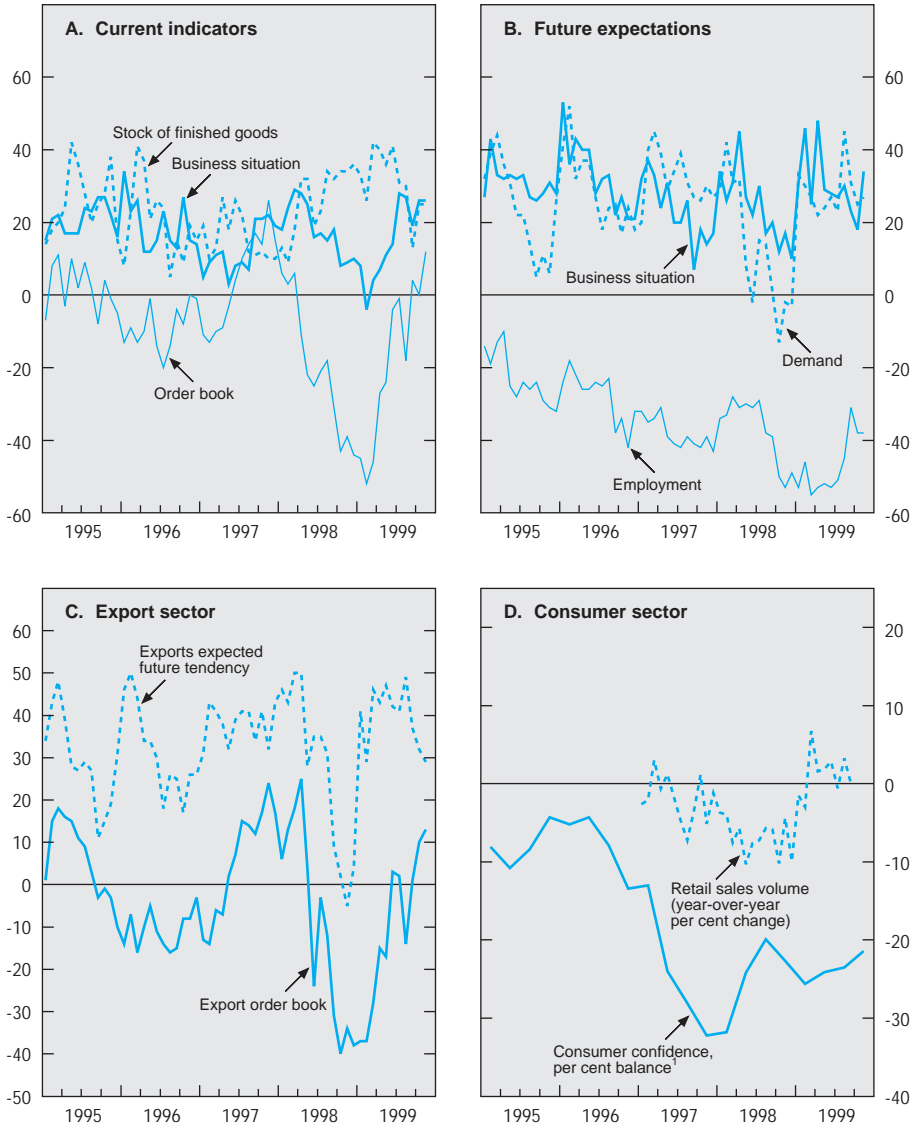 A. Current indicators
60
40
20
0
-20
-40
-60
Stock of finished goods
Business situation
Order book
1995 1996 1997 1998 1999
B. Future expectations
60
40
20
0
-20
-40
-60
Business situation
Demand
Employment
1995 1996 1997 1998 1999
C. Export sector
60
50
40
30
20
10
0
-10
-20
-30
-40
-50
Exports expected
future tendency
Export order book
1995 1996 1997 1998 1999
D. Consumer sector
20
10
0
-10
-20
-30
-40
Retail sales volume
(year-over-year
per cent change)
Consumer confidence,
per cent balance¹
1995 1996 1997 1998 1999